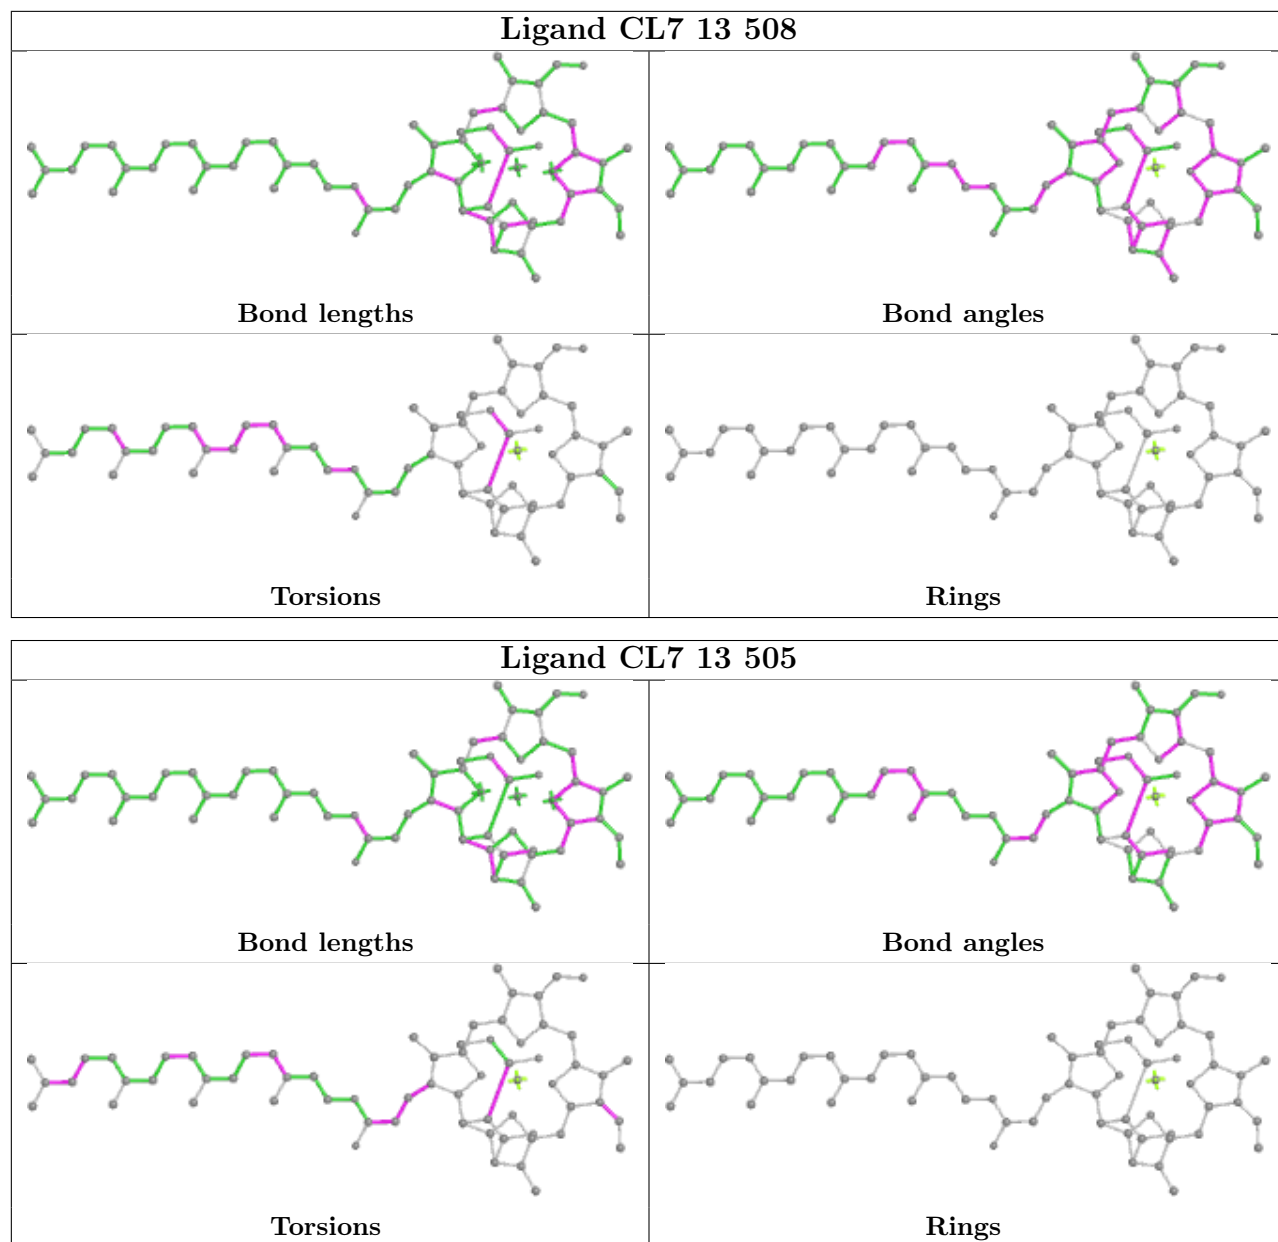 Ligand CL7 13 508
Bond lengths
Bond angles
Torsions
Rings
Ligand CL7 13 505
Bond lengths
Bond angles
Torsions
Rings